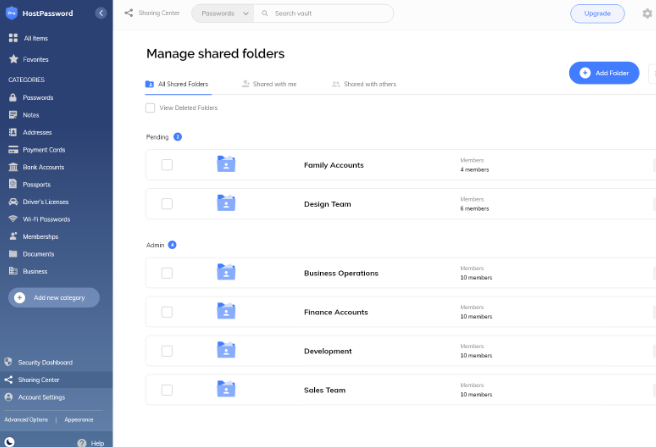 HostPassword
All Items
Favorites
CATEGORIES
Passwords
Notes
Addresses
Payment Cards
Bank Accounts
Passports
Driver's Licenses
Wi-Fi Passwords
Memberships
Documents
Business
Add new category
Security Dashboard
Sharing Center
Account Settings
Advanced Options | Appearance
Help
Sharing Center
Passwords
Search vault
Upgrade
Manage shared folders
Add Folder
All Shared Folders
Shared with me
Shared with others
View Deleted Folders
Pending 2
Family Accounts
Members
4 members
Design Team
Members
6 members
Admin 4
Business Operations
Members
10 members
Finance Accounts
Members
10 members
Development
Members
10 members
Sales Team
Members
10 members